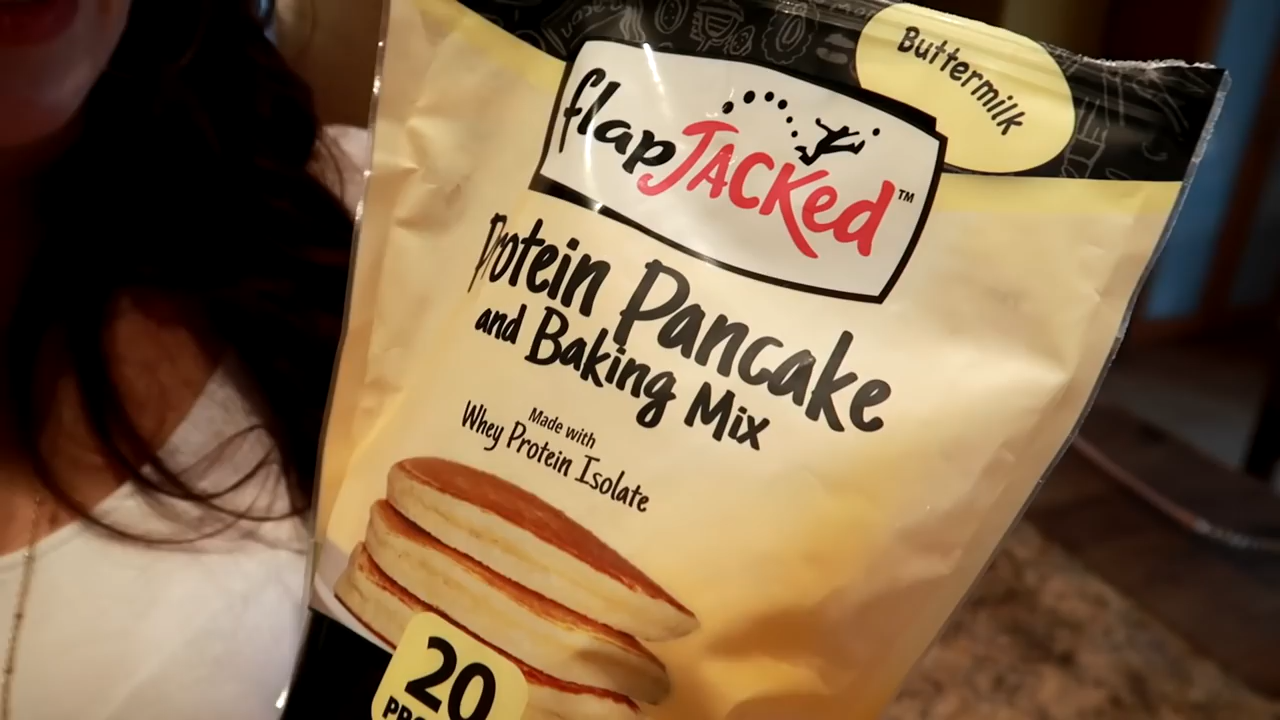 Buttermilk
flapJACKed™
Protein Pancake
and Baking Mix
Made with
Whey Protein Isolate
20